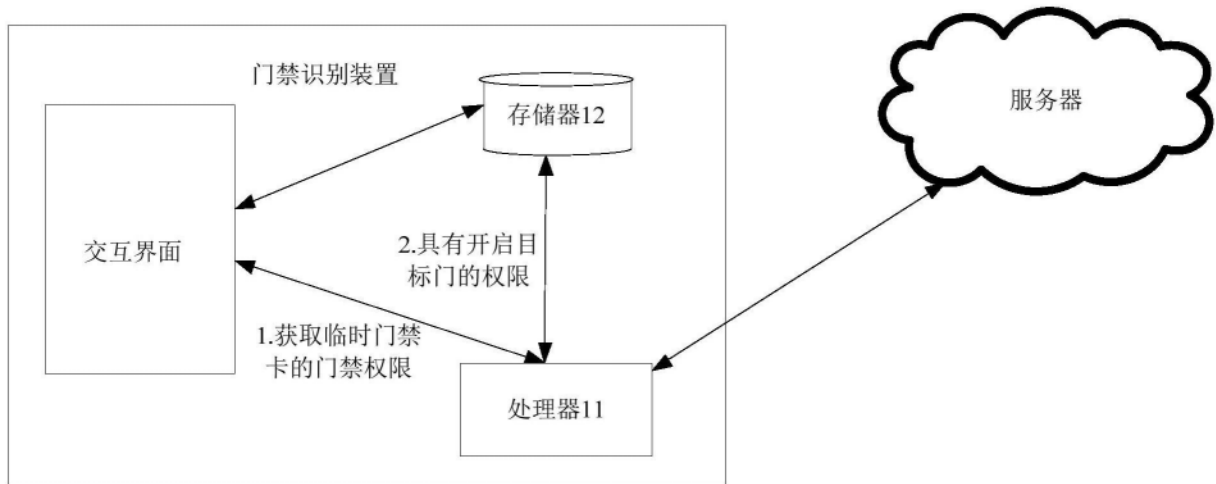 门禁识别装置
存储器12
服务器
交互界面
2.具有开启目
标门的权限
1.获取临时门禁
卡的门禁权限
处理器11